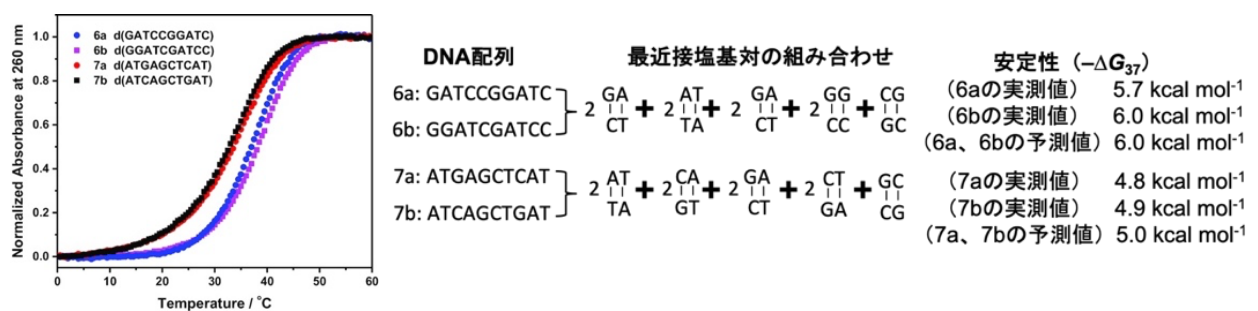 Normalized Absorbance at 260 nm
1.0
0.8
0.6
0.4
0.2
0.0
6a d(GATCCGGATC)
6b d(GGATCGATCC)
7a d(ATGAGCTCAT)
7b d(ATCAGCTGAT)
0 10 20 30 40 50 60
Temperature / °C
DNA配列
最近接塩基対の組み合わせ
安定性（−ΔG37）
6a: GATCCGGATC
6b: GGATCGATCC
2 GA + 2 AT + 2 GA + 2 GG + CG
CT TA CT CC GC
（6aの実測値） 5.7 kcal mol-1
（6bの実測値） 6.0 kcal mol-1
（6a、6bの予測値） 6.0 kcal mol-1
7a: ATGAGCTCAT
7b: ATCAGCTGAT
2 AT + 2 CA + 2 GA + 2 CT + GC
TA GT CT GA CG
（7aの実測値） 4.8 kcal mol-1
（7bの実測値） 4.9 kcal mol-1
（7a、7bの予測値） 5.0 kcal mol-1